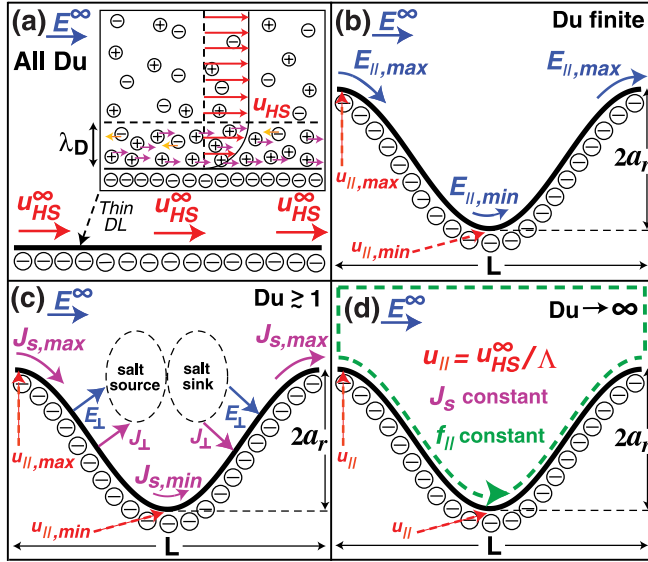 (a) E^∞
All Du
u_HS
λ_D
u^∞_HS Thin DL u^∞_HS u^∞_HS
(b) E^∞ Du finite
E_||,max E_||,max
u_||,max
E_||,min
2a_r
u_||,min
L
(c) E^∞ Du ≳ 1
J_s,max J_s,max
salt source salt sink
E_⊥ E_⊥
J_⊥ J_⊥
2a_r
u_||,max
J_s,min
u_||,min
L
(d) E^∞ Du → ∞
u_|| = u^∞_HS / Λ
J_s constant
2a_r
u_||
f_|| constant
u_||
L